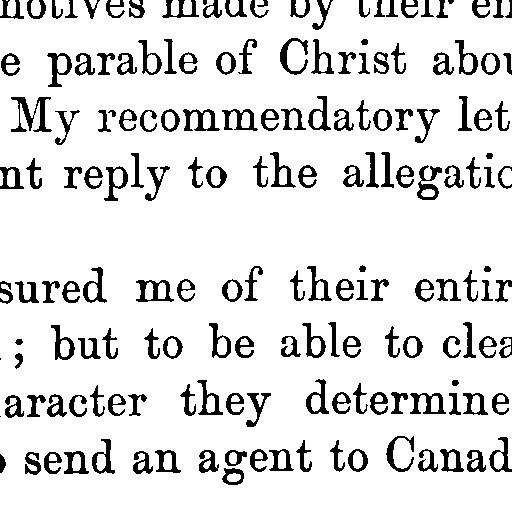 notives made by their en
e parable of Christ abou
My recommendatory let
nt reply to the allegatio
sured me of their entir
; but to be able to clea
aracter they determine
o send an agent to Canad